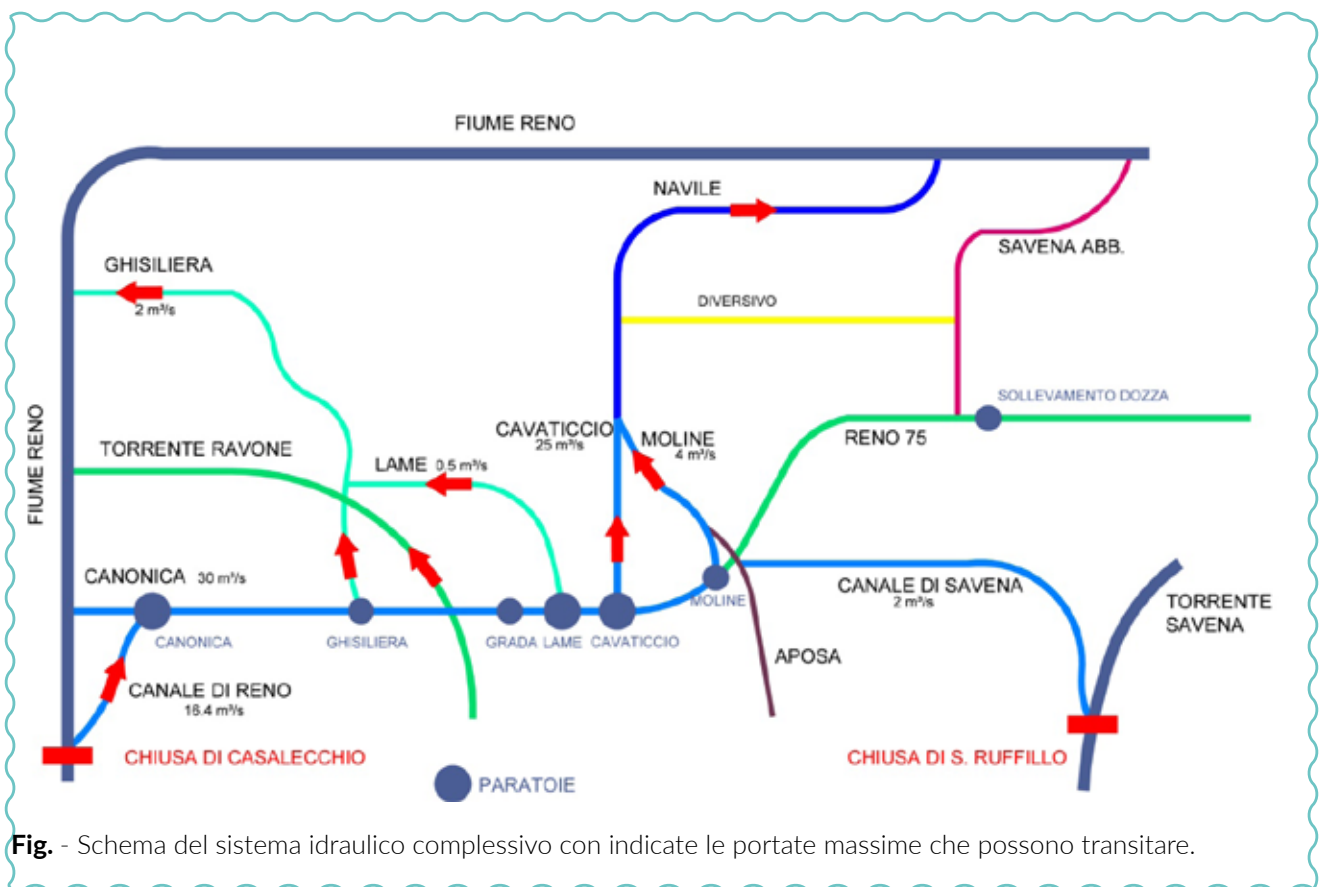 FIUME RENO
NAVILE
SAVENA ABB.
GHISILIERA
2 m³/s
DIVERSIVO
SOLLEVAMENTO DOZZA
FIUME RENO
CAVATICCIO
25 m³/s
MOLINE
4 m³/s
RENO 75
TORRENTE RAVONE
LAME 0,5 m³/s
CANONICA 30 m³/s
CANALE DI SAVENA
2 m³/s
TORRENTE
SAVENA
MOLINE
CANONICA
GHISILIERA
GRADA LAME CAVATICCIO
APOSA
CANALE DI RENO
16.4 m³/s
CHIUSA DI CASALECCHIO
CHIUSA DI S. RUFFILLO
PARATOIE
Fig. - Schema del sistema idraulico complessivo con indicate le portate massime che possono transitare.